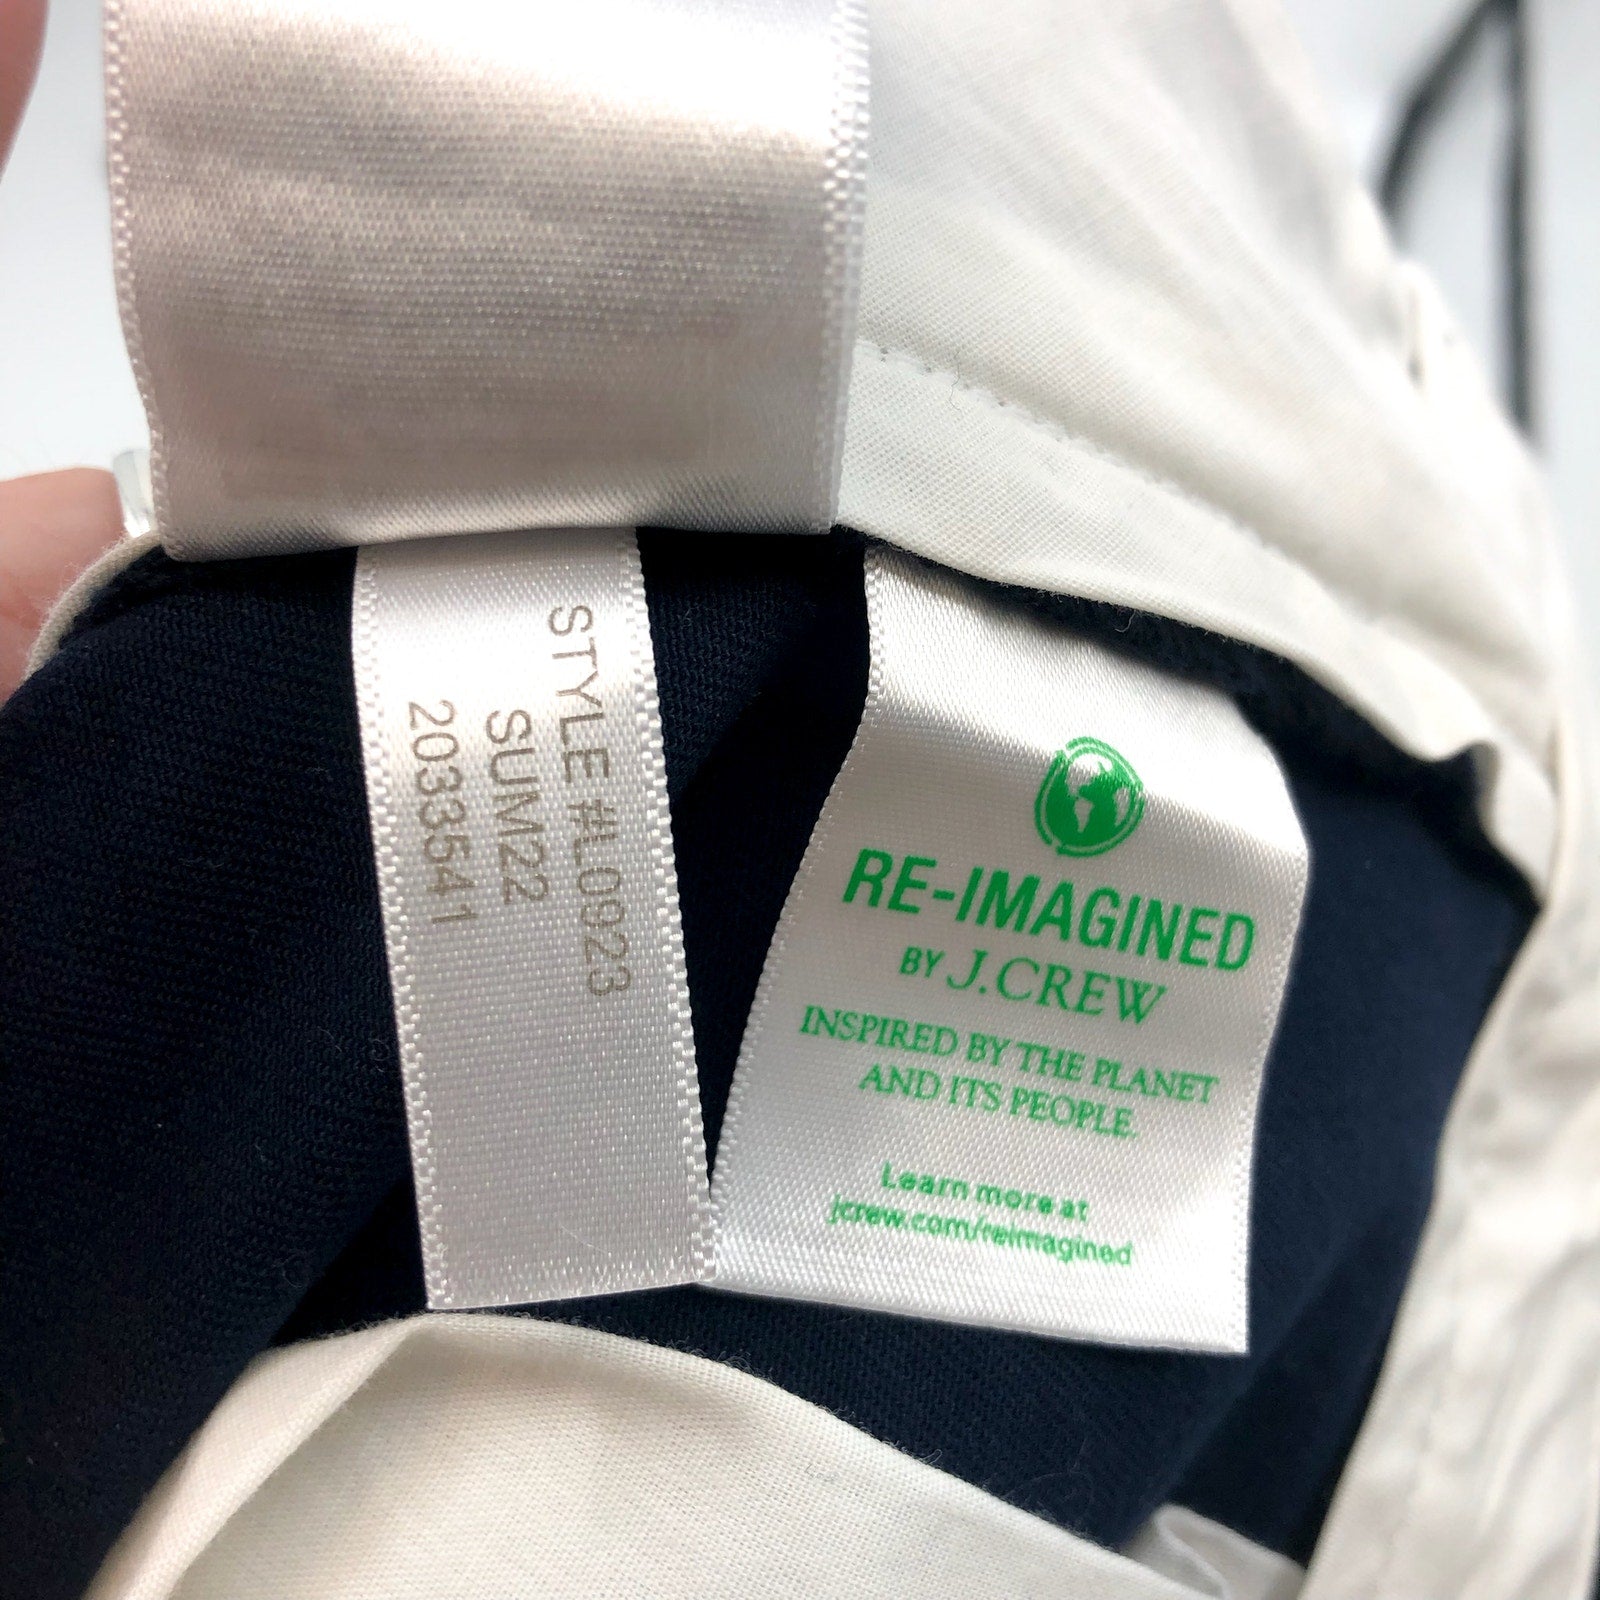 STYLE #L0923
SUM22
2033541
RE-IMAGINED
BY J.CREW
INSPIRED BY THE PLANET
AND ITS PEOPLE.
Learn more at
jcrew.com/reimagined